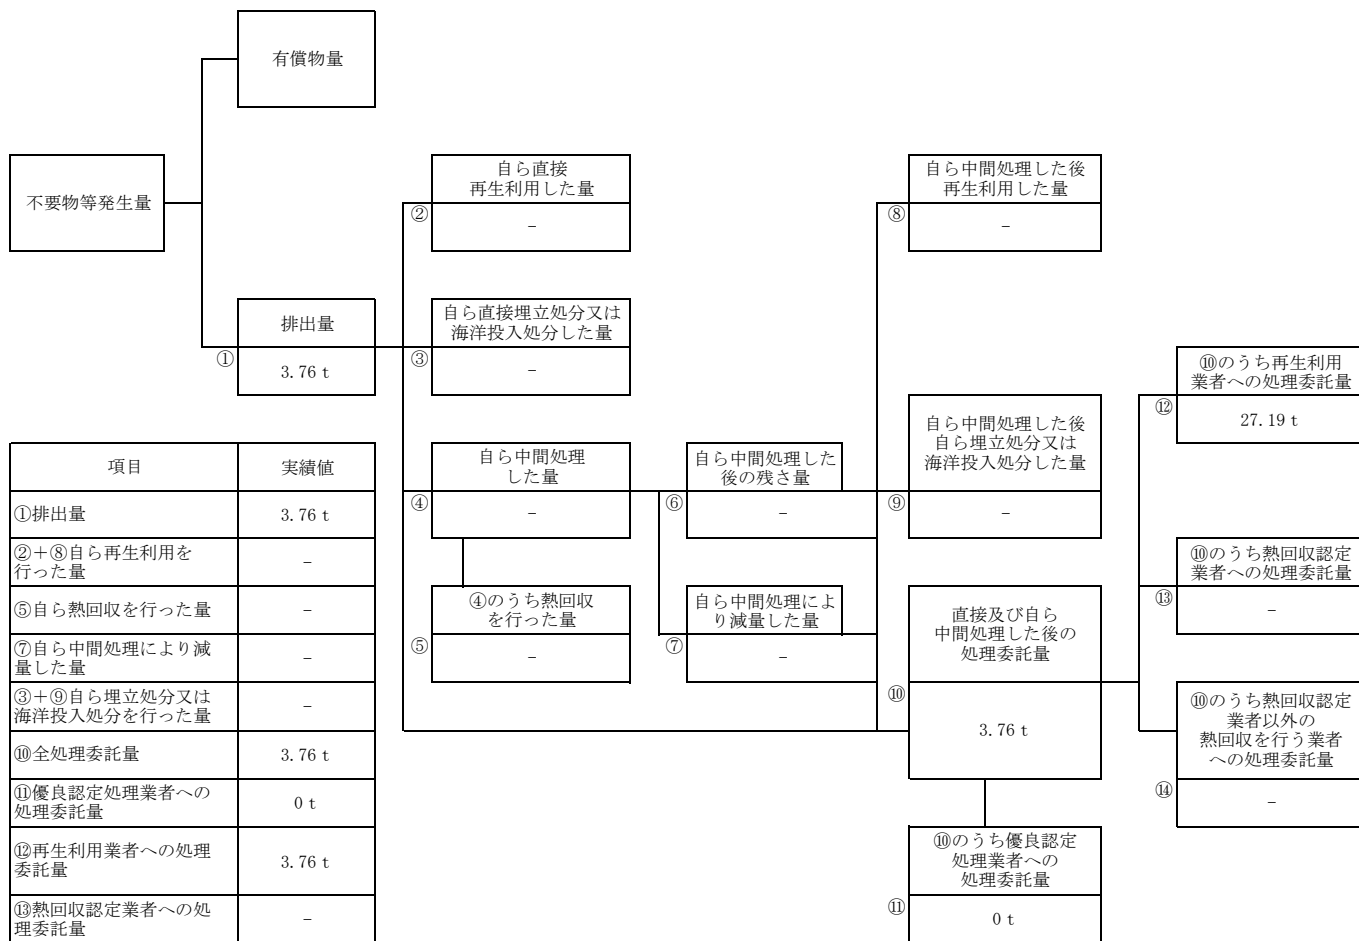 有償物量
不要物等発生量
自ら直接
再生利用した量
②
−
自ら中間処理した後
再生利用した量
⑧
−
排出量
①
3.76 t
自ら直接埋立処分又は
海洋投入処分した量
③
−
⑩のうち再生利用
業者への処理委託量
⑫
27.19 t
自ら中間処理
した量
④
−
自ら中間処理した
後の残さ量
⑥
−
自ら中間処理した後
自ら埋立処分又は
海洋投入処分した量
⑨
−
⑩のうち熱回収認定
業者への処理委託量
⑬
−
④のうち熱回収
を行った量
⑤
−
自ら中間処理によ
り減量した量
⑦
−
直接及び自ら
中間処理した後の
処理委託量
⑩
3.76 t
⑩のうち熱回収認定
業者以外の
熱回収を行う業者
への処理委託量
⑭
−
⑩のうち優良認定
処理業者への
処理委託量
⑪
0 t
項目 実績値
①排出量 3.76 t
②+⑧自ら再生利用を
行った量 −
⑤自ら熱回収を行った量 −
⑦自ら中間処理により減
量した量 −
③+⑨自ら埋立処分又は
海洋投入処分を行った量 −
⑩全処理委託量 3.76 t
⑪優良認定処理業者への
処理委託量 0 t
⑫再生利用業者への処理
委託量 3.76 t
⑬熱回収認定業者への処
理委託量 −